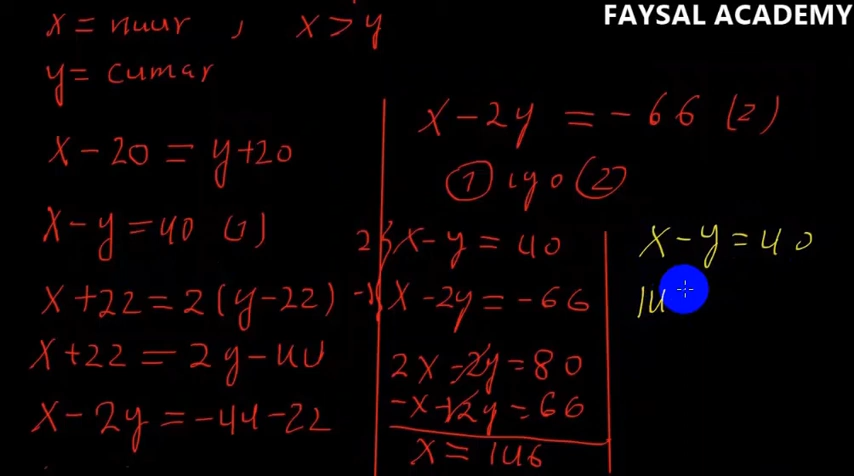 FAYSAL ACADEMY
x = nuur , x > y
y = cumar
x - 20 = y + 20
x - y = 40 (1)
x + 22 = 2(y - 22)
x + 22 = 2y - 44
x - 2y = -44 - 22
x - 2y = -66 (2)
① iyo ②
2{x - y = 40
-1{x - 2y = -66
2x - 2y = 80
-x + 2y = 66
x = 146
x - y = 40
14